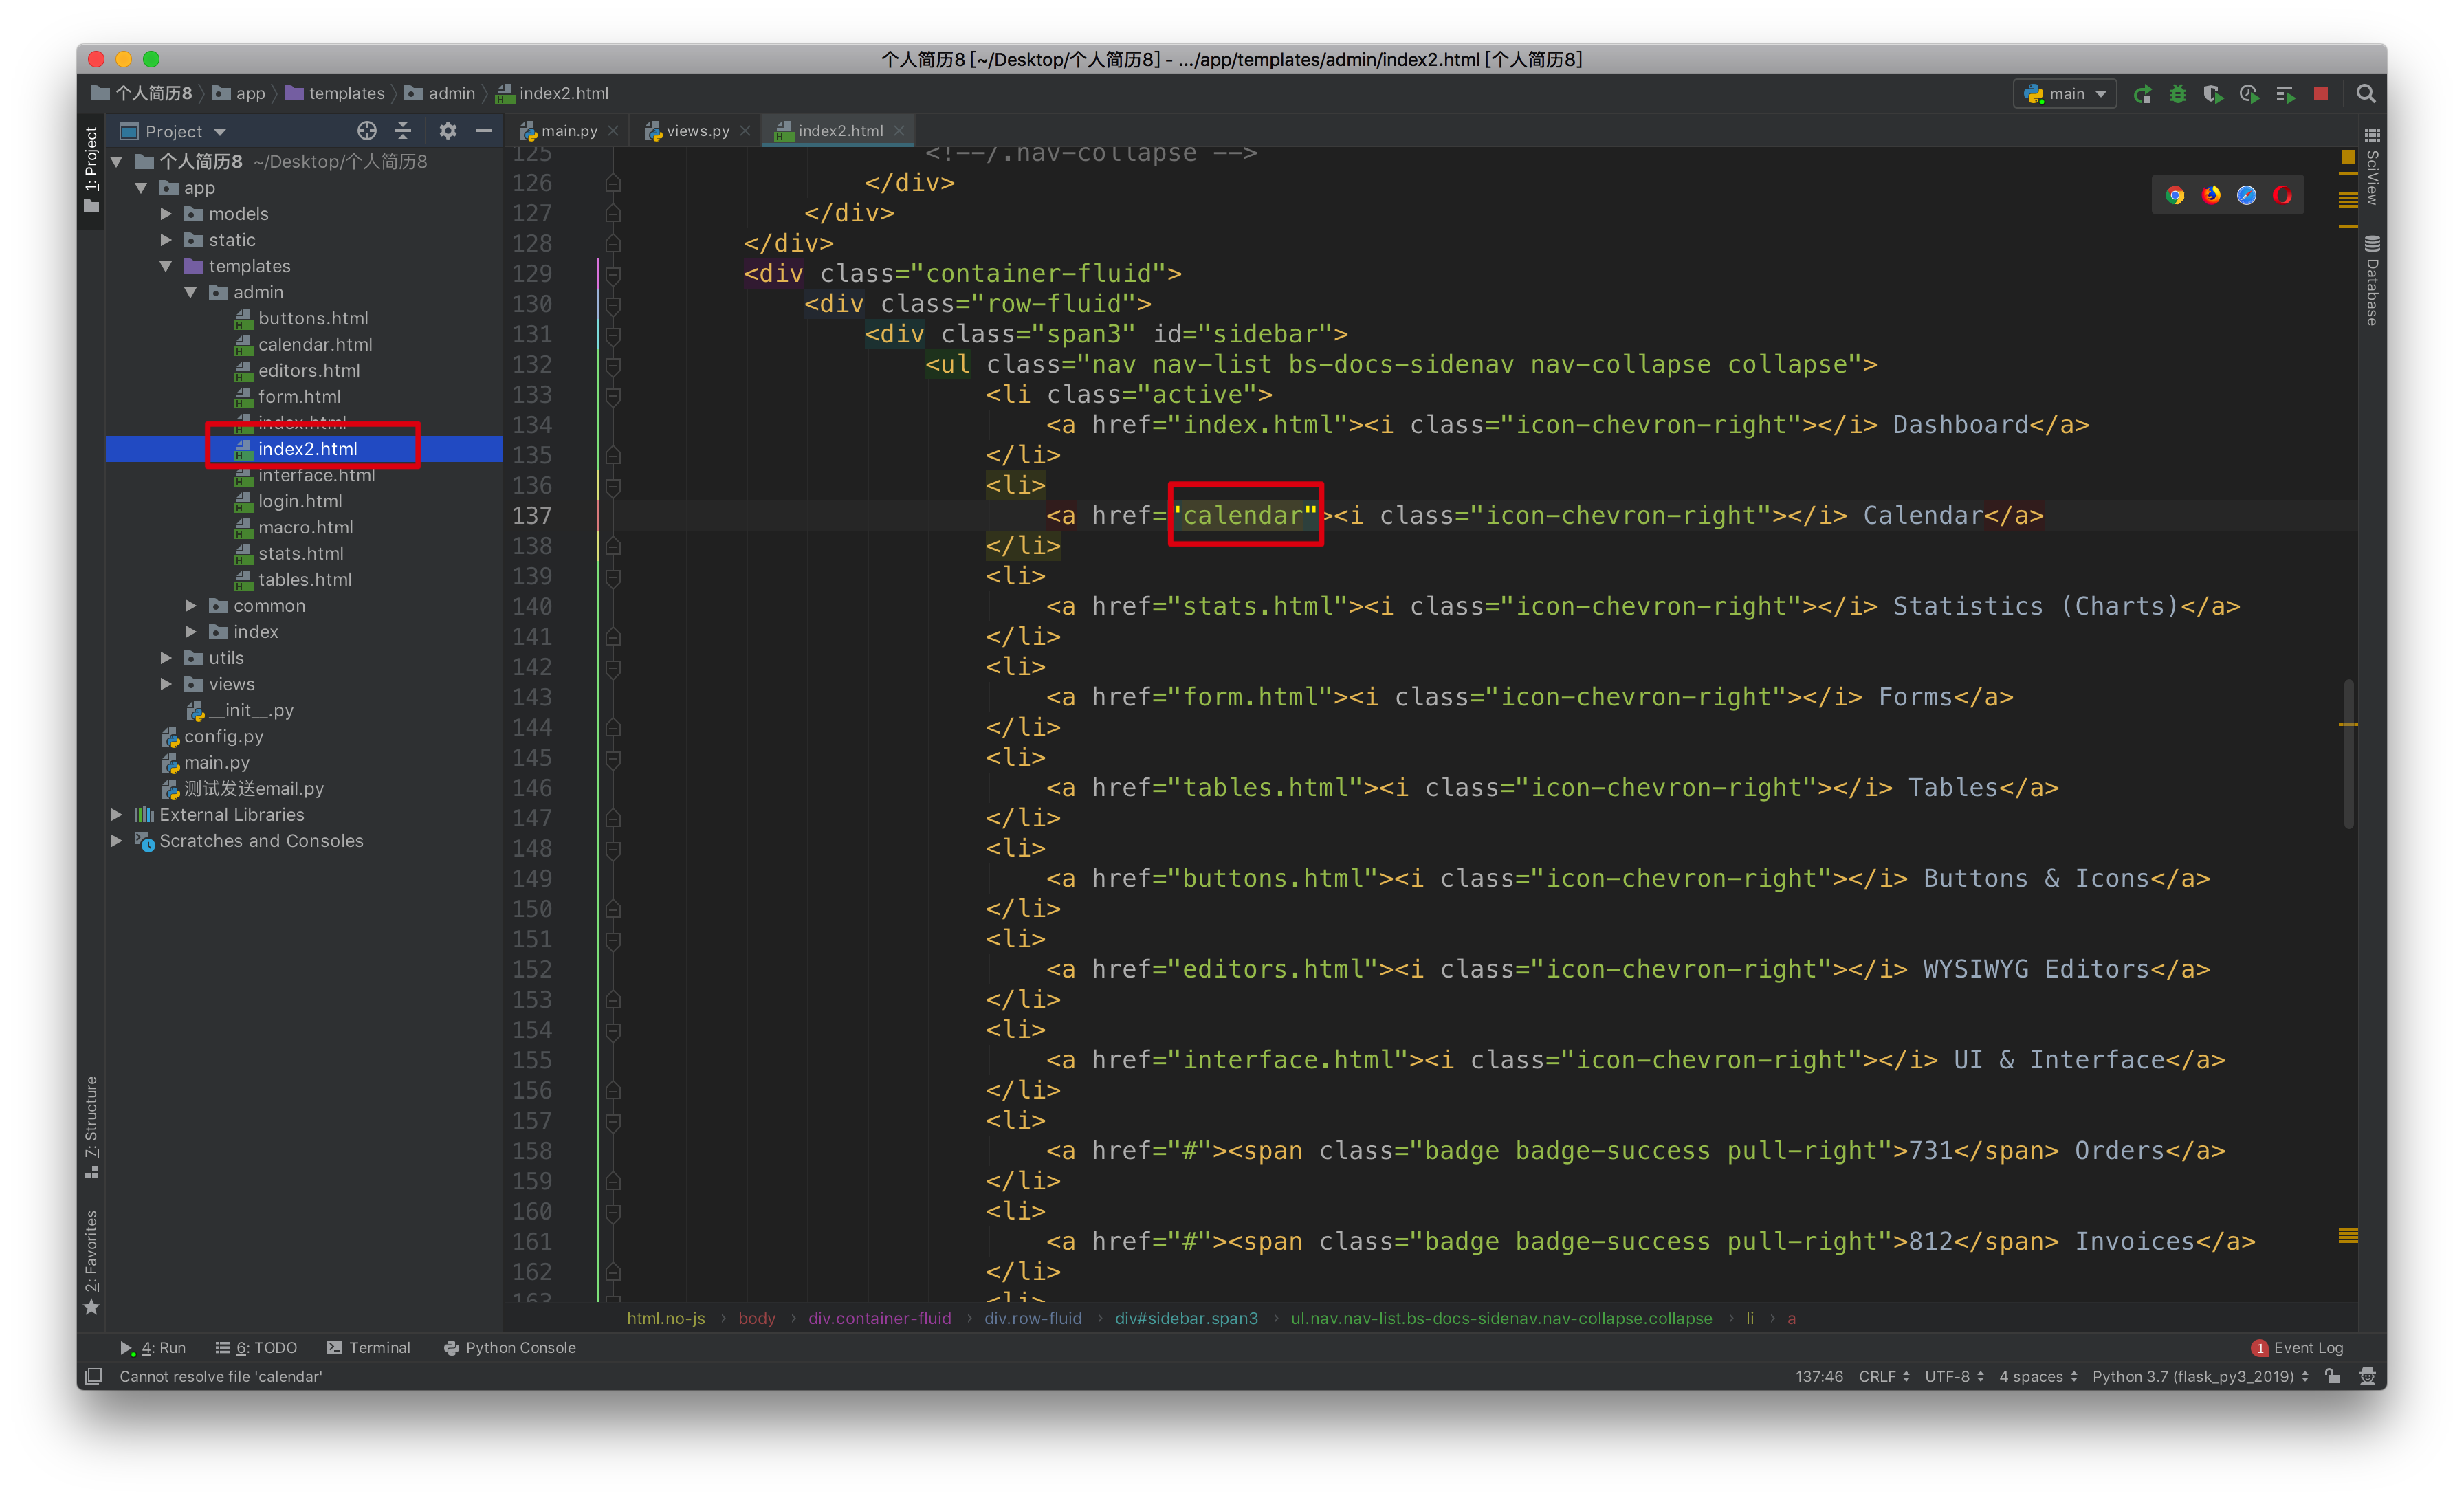 个人简历8 [~/Desktop/个人简历8] - .../app/templates/admin/index2.html [个人简历8]
个人简历8 app templates admin index2.html
main
1: Project
Project
main.py
views.py
index2.html
个人简历8 ~/Desktop/个人简历8
app
models
static
templates
admin
buttons.html
calendar.html
editors.html
form.html
index.html
index2.html
interface.html
login.html
macro.html
stats.html
tables.html
common
index
utils
views
__init__.py
config.py
main.py
测试发送email.py
External Libraries
Scratches and Consoles
125 <!--/.nav-collapse -->
126 </div>
127 </div>
128 </div>
129 <div class="container-fluid">
130 <div class="row-fluid">
131 <div class="span3" id="sidebar">
132 <ul class="nav nav-list bs-docs-sidenav nav-collapse collapse">
133 <li class="active">
134 <a href="index.html"><i class="icon-chevron-right"></i> Dashboard</a>
135 </li>
136 <li>
137 <a href="calendar"><i class="icon-chevron-right"></i> Calendar</a>
138 </li>
139 <li>
140 <a href="stats.html"><i class="icon-chevron-right"></i> Statistics (Charts)</a>
141 </li>
142 <li>
143 <a href="form.html"><i class="icon-chevron-right"></i> Forms</a>
144 </li>
145 <li>
146 <a href="tables.html"><i class="icon-chevron-right"></i> Tables</a>
147 </li>
148 <li>
149 <a href="buttons.html"><i class="icon-chevron-right"></i> Buttons & Icons</a>
150 </li>
151 <li>
152 <a href="editors.html"><i class="icon-chevron-right"></i> WYSIWYG Editors</a>
153 </li>
154 <li>
155 <a href="interface.html"><i class="icon-chevron-right"></i> UI & Interface</a>
156 </li>
157 <li>
158 <a href="#"><span class="badge badge-success pull-right">731</span> Orders</a>
159 </li>
160 <li>
161 <a href="#"><span class="badge badge-success pull-right">812</span> Invoices</a>
162 </li>
163 <li>
SciView
Database
7: Structure
2: Favorites
html.no-js › body › div.container-fluid › div.row-fluid › div#sidebar.span3 › ul.nav.nav-list.bs-docs-sidenav.nav-collapse.collapse › li › a
4: Run
6: TODO
Terminal
Python Console
1 Event Log
Cannot resolve file 'calendar'
137:46 CRLF UTF-8 4 spaces Python 3.7 (flask_py3_2019)